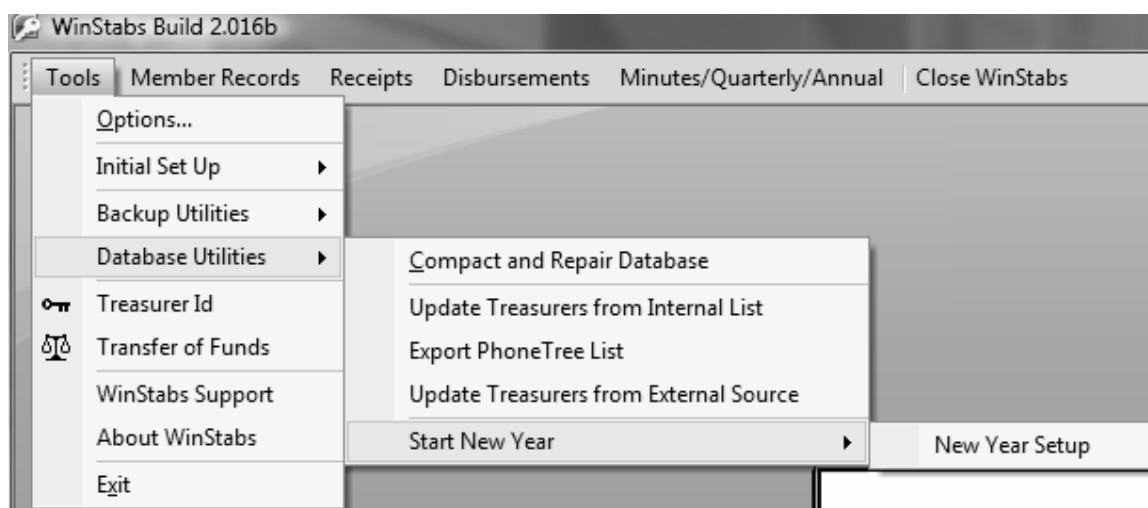 WinStabs Build 2.016b
Tools Member Records Receipts Disbursements Minutes/Quarterly/Annual Close WinStabs
Options...
Initial Set Up
Backup Utilities
Database Utilities
Treasurer Id
Transfer of Funds
WinStabs Support
About WinStabs
Exit
Compact and Repair Database
Update Treasurers from Internal List
Export PhoneTree List
Update Treasurers from External Source
Start New Year
New Year Setup